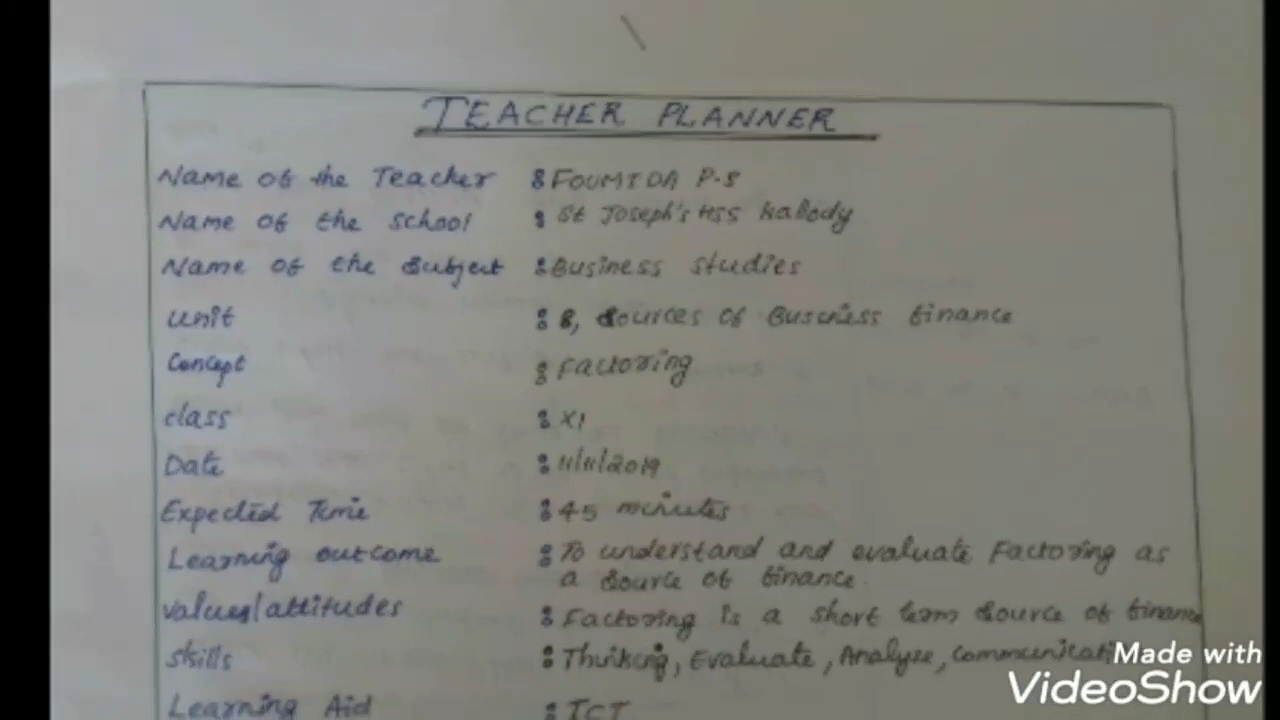 TEACHER PLANNER
Name of the Teacher : FOUMIDA P.S
Name of the school : St Joseph's HSS Kallody
Name of the Subject : Business studies
unit : 8, Sources of Business finance
Concept : Factoring
class : XI
Date : 11/11/2019
Expected Time : 45 minutes
Learning outcome : To understand and evaluate Factoring as
a source of finance
values/attitudes : Factoring is a short term source of finance
skills : Thinking, Evaluate, Analyze, Communicati
Learning Aid : ICT
Made with
VideoShow